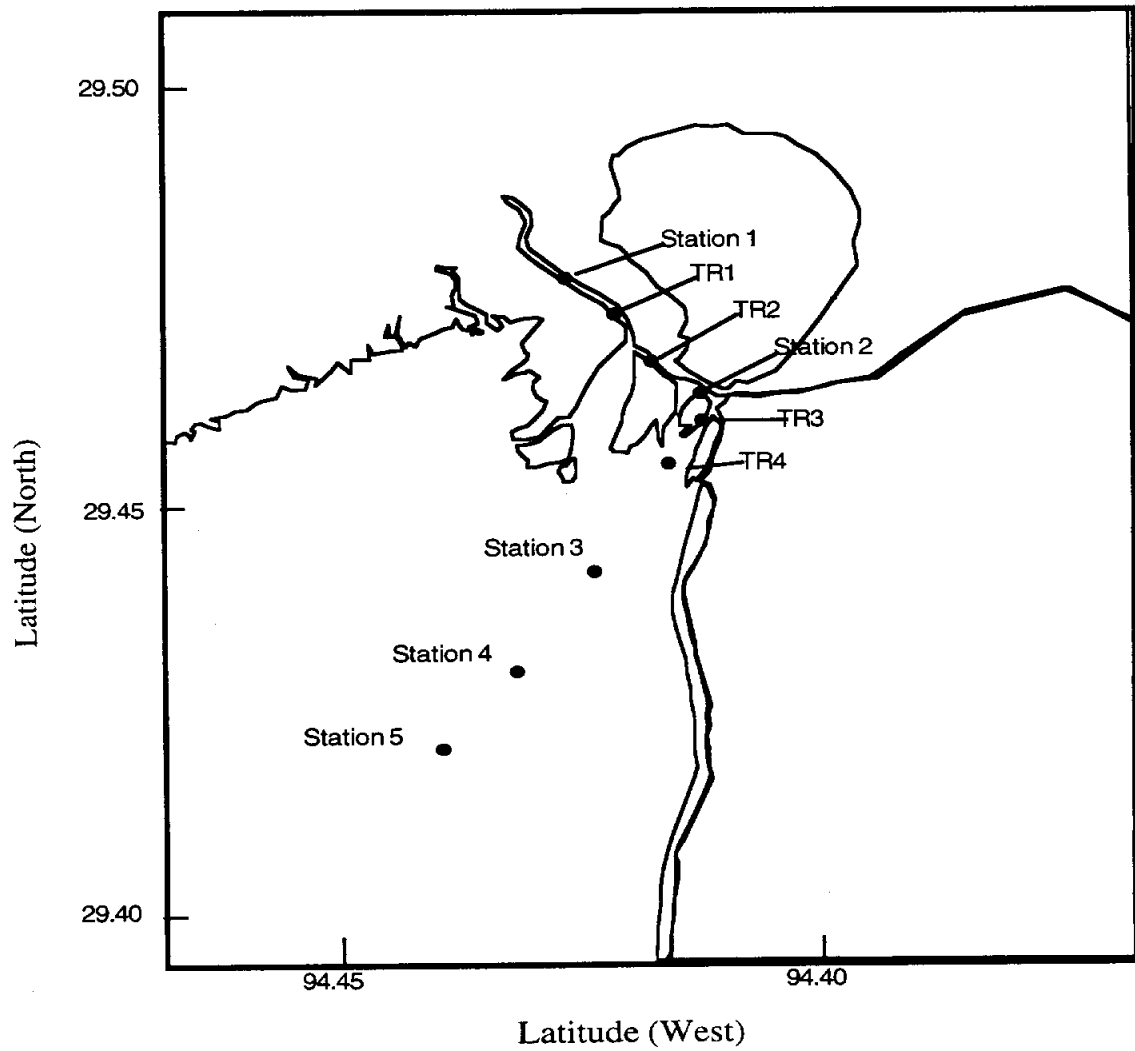 29.50
Station 1
TR1
TR2
Station 2
TR3
TR4
29.45
Station 3
Station 4
Station 5
29.40
94.45
94.40
Latitude (North)
Latitude (West)